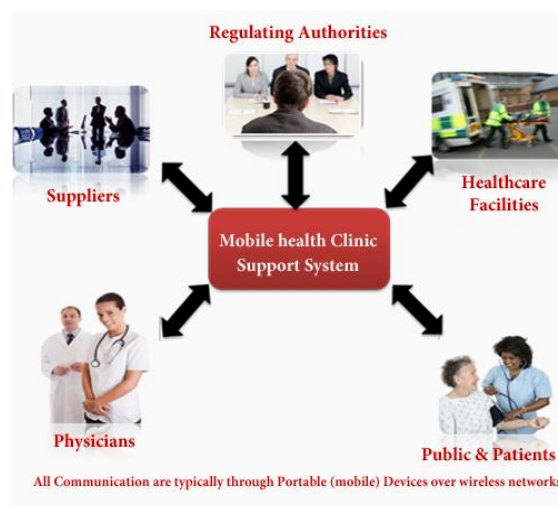 Regulating Authorities
Suppliers
Healthcare
Facilities
Mobile health Clinic
Support System
Physicians
Public & Patients
All Communication are typically through Portable (mobile) Devices over wireless networks